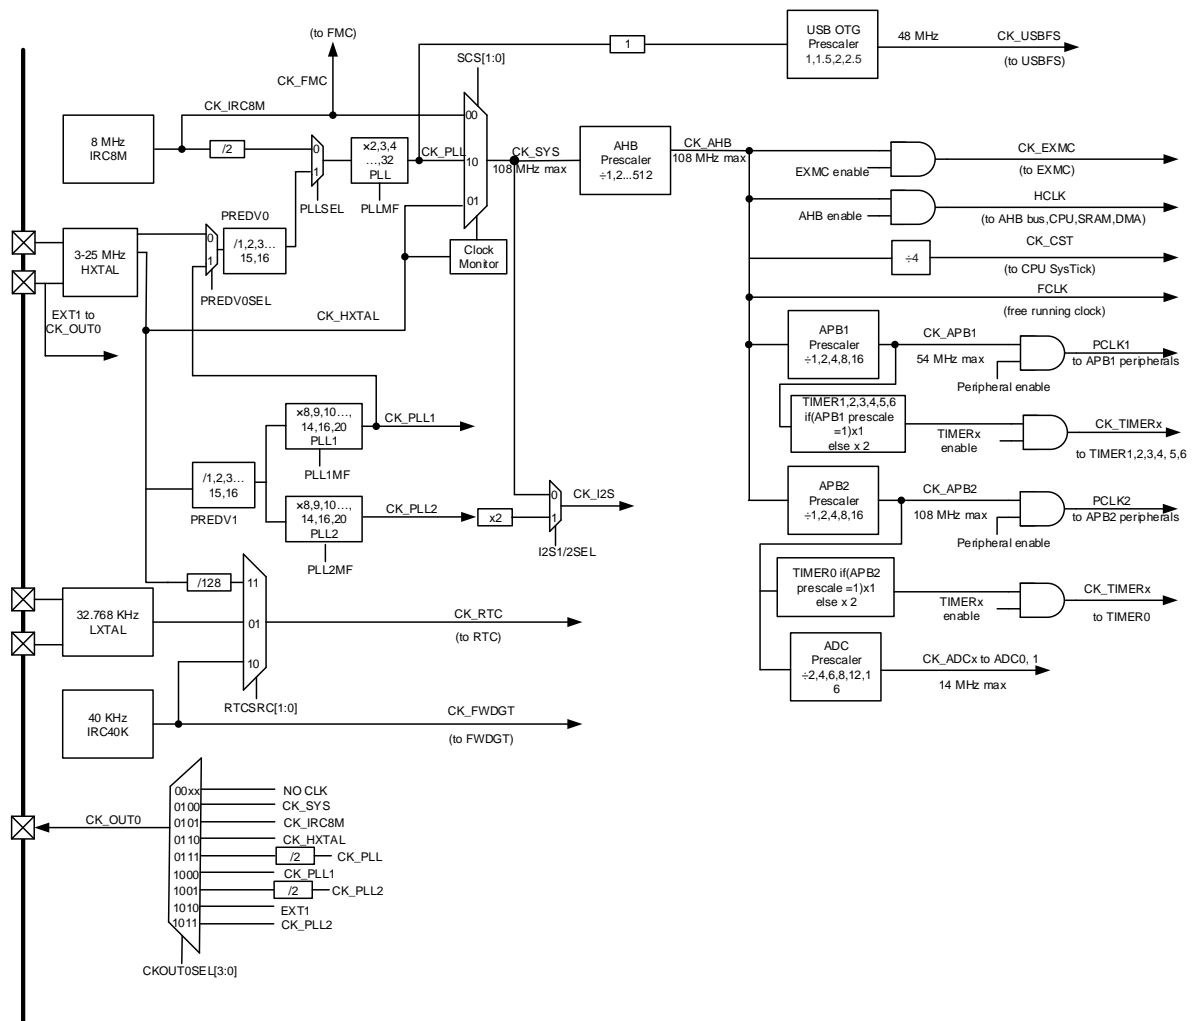 (to FMC)
CK_FMC
SCS[1:0]
1
USB OTG
Prescaler
1,1.5,2,2.5
48 MHz
CK_USBFS
(to USBFS)
8 MHz
IRC8M
CK_IRC8M
/2
0
1
PLLSEL
×2,3,4
…,32
PLL
PLLMF
CK_PLL
00
10
01
CK_SYS
108 MHz max
AHB
Prescaler
÷1,2...512
CK_AHB
108 MHz max
EXMC enable
CK_EXMC
(to EXMC)
AHB enable
HCLK
(to AHB bus,CPU,SRAM,DMA)
÷4
CK_CST
(to CPU SysTick)
FCLK
(free running clock)
3-25 MHz
HXTAL
0
1
PREDV0SEL
PREDV0
/1,2,3…
15,16
Clock
Monitor
EXT1 to
CK_OUT0
CK_HXTAL
APB1
Prescaler
÷1,2,4,8,16
CK_APB1
54 MHz max
Peripheral enable
PCLK1
to APB1 peripherals
TIMER1,2,3,4,5,6
if(APB1 prescale
=1)x1
else x 2
TIMERx
enable
CK_TIMERx
to TIMER1,2,3,4, 5,6
×8,9,10…,
14,16,20
PLL1
PLL1MF
CK_PLL1
/1,2,3…
15,16
PREDV1
×8,9,10…,
14,16,20
PLL2
PLL2MF
CK_PLL2
x2
0
1
I2S1/2SEL
CK_I2S
APB2
Prescaler
÷1,2,4,8,16
CK_APB2
108 MHz max
Peripheral enable
PCLK2
to APB2 peripherals
TIMER0 if(APB2
prescale =1)x1
else x 2
TIMERx
enable
CK_TIMERx
to TIMER0
ADC
Prescaler
÷2,4,6,8,12,1
6
CK_ADCx to ADC0, 1
14 MHz max
/128
11
01
10
RTCSRC[1:0]
32.768 KHz
LXTAL
CK_RTC
(to RTC)
40 KHz
IRC40K
CK_FWDGT
(to FWDGT)
CK_OUT0
00xx
NO CLK
0100
CK_SYS
0101
CK_IRC8M
0110
CK_HXTAL
0111
/2
CK_PLL
1000
CK_PLL1
1001
/2
CK_PLL2
1010
EXT1
1011
CK_PLL2
CKOUT0SEL[3:0]